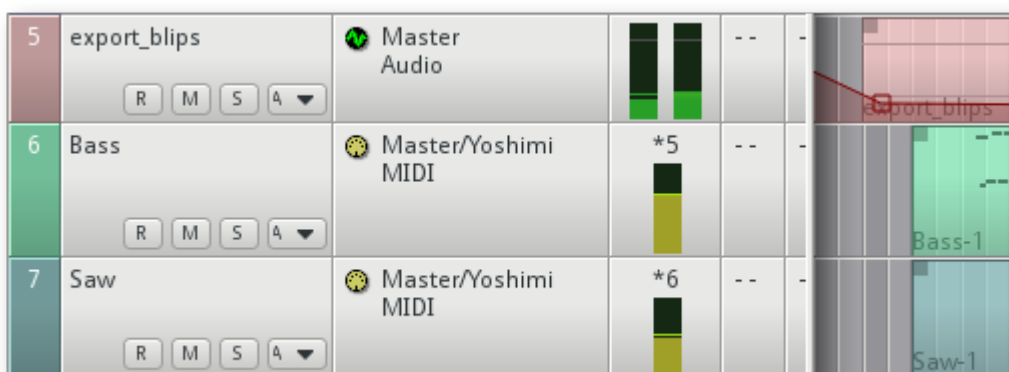 5 export_blips Master -- -
Audio
R M S A
export_blips
6 Bass Master/Yoshimi *5 -- -
MIDI
R M S A
Bass-1
7 Saw Master/Yoshimi *6 -- -
MIDI
R M S A
Saw-1